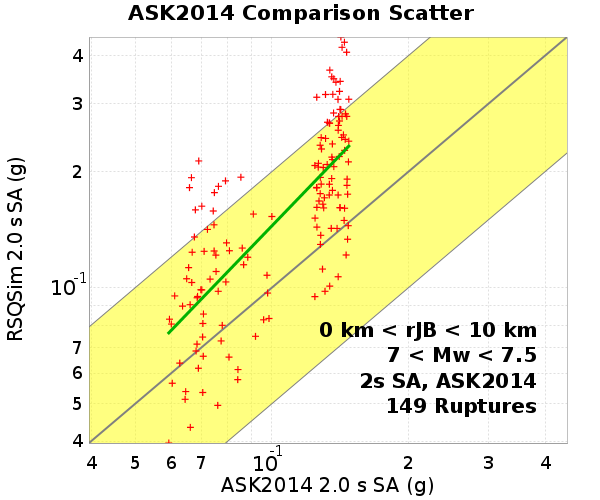 ASK2014 Comparison Scatter
RSQSim 2.0 s SA (g)
4
3
2
10⁻¹
7
6
5
4
0 km < rJB < 10 km
7 < Mw < 7.5
2s SA, ASK2014
149 Ruptures
4 5 6 7 10⁻¹ 2 3 4
ASK2014 2.0 s SA (g)